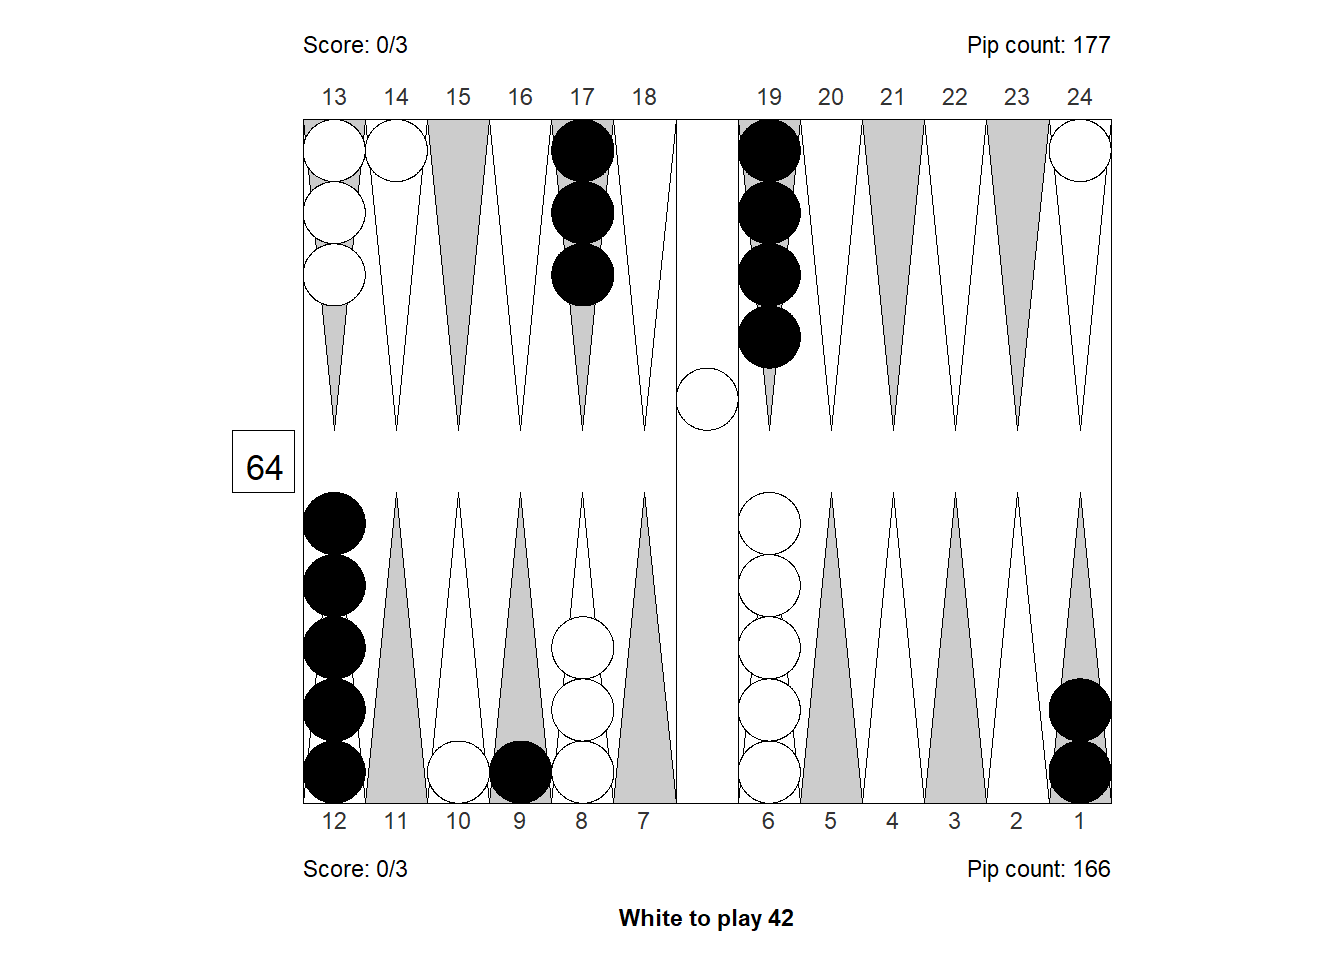 Score: 0/3 Pip count: 177
13 14 15 16 17 18 19 20 21 22 23 24
64
12 11 10 9 8 7 6 5 4 3 2 1
Score: 0/3 Pip count: 166
White to play 42